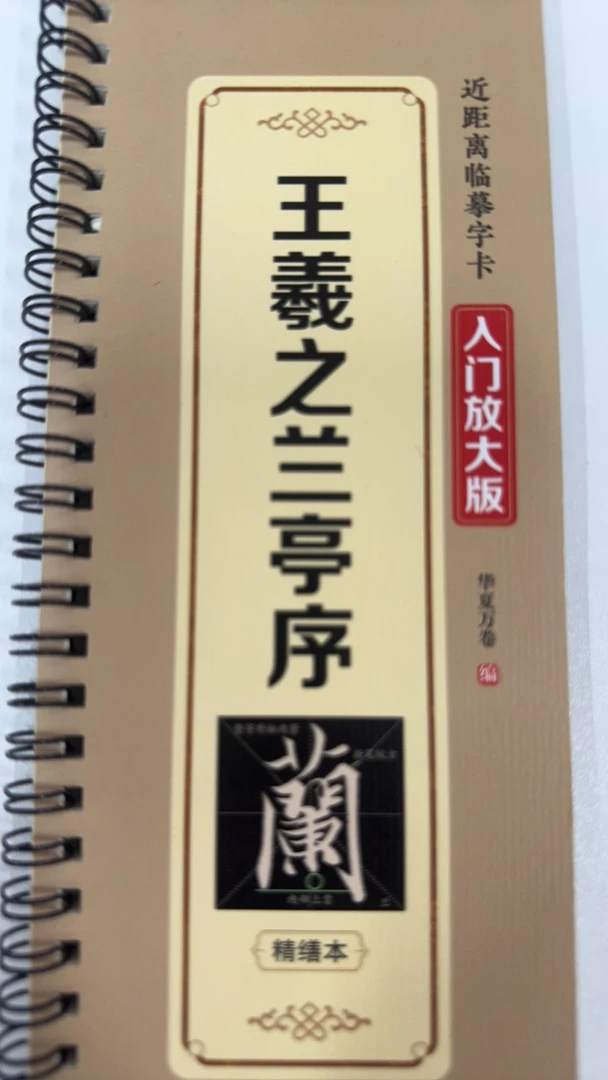 近距离临摹字卡
入门放大版
华夏万卷
编
王羲之兰亭序
蘭
精缮本